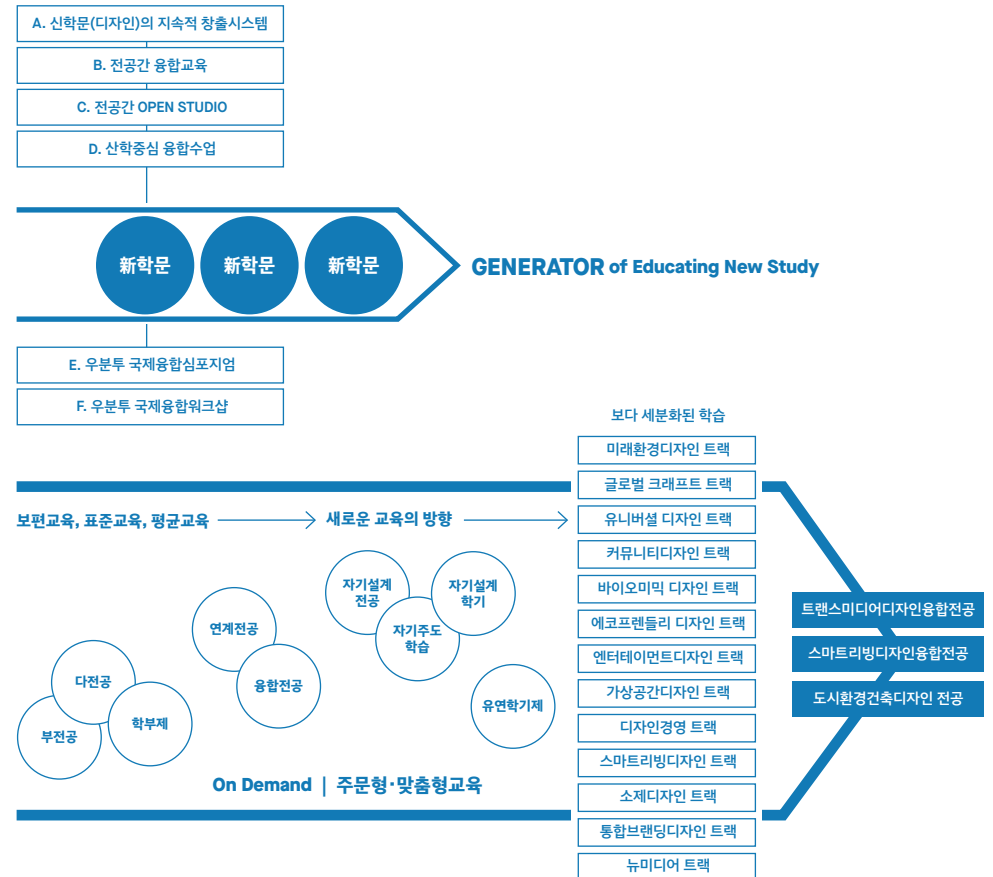 A. 신학문(디자인)의 지속적 창출시스템
B. 전공간 융합교육
C. 전공간 OPEN STUDIO
D. 산학중심 융합수업
新학문
新학문
新학문
GENERATOR of Educating New Study
E. 우분투 국제융합심포지엄
F. 우분투 국제융합워크샵
보다 세분화된 학습
미래환경디자인 트랙
글로벌 크래프트 트랙
유니버셜 디자인 트랙
커뮤니티디자인 트랙
바이오미믹 디자인 트랙
에코프렌들리 디자인 트랙
엔터테이먼트디자인 트랙
가상공간디자인 트랙
디자인경영 트랙
스마트리빙디자인 트랙
소제디자인 트랙
통합브랜딩디자인 트랙
뉴미디어 트랙
보편교육, 표준교육, 평균교육
새로운 교육의 방향
자기설계
전공
자기설계
학기
자기주도
학습
연계전공
융합전공
다전공
부전공
학부제
유연학기제
On Demand | 주문형·맞춤형교육
트랜스미디어디자인융합전공
스마트리빙디자인융합전공
도시환경건축디자인 전공